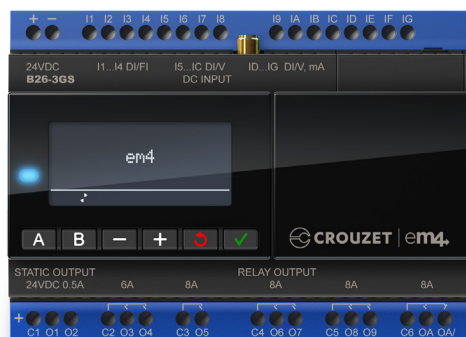 + − I1 I2 I3 I4 I5 I6 I7 I8 I9 IA IB IC ID IE IF IG
24VDC I1...I4 DI/FI I5...IC DI/V ID...IG DI/V, mA
B26-3GS DC INPUT
em4
A B − +
CROUZET em4.
STATIC OUTPUT RELAY OUTPUT
24VDC 0.5A 6A 8A 8A 8A 8A
+ C1 O1 O2 C2 O3 O4 C3 O5 C4 O6 O7 C5 O8 O9 C6 OA OA/